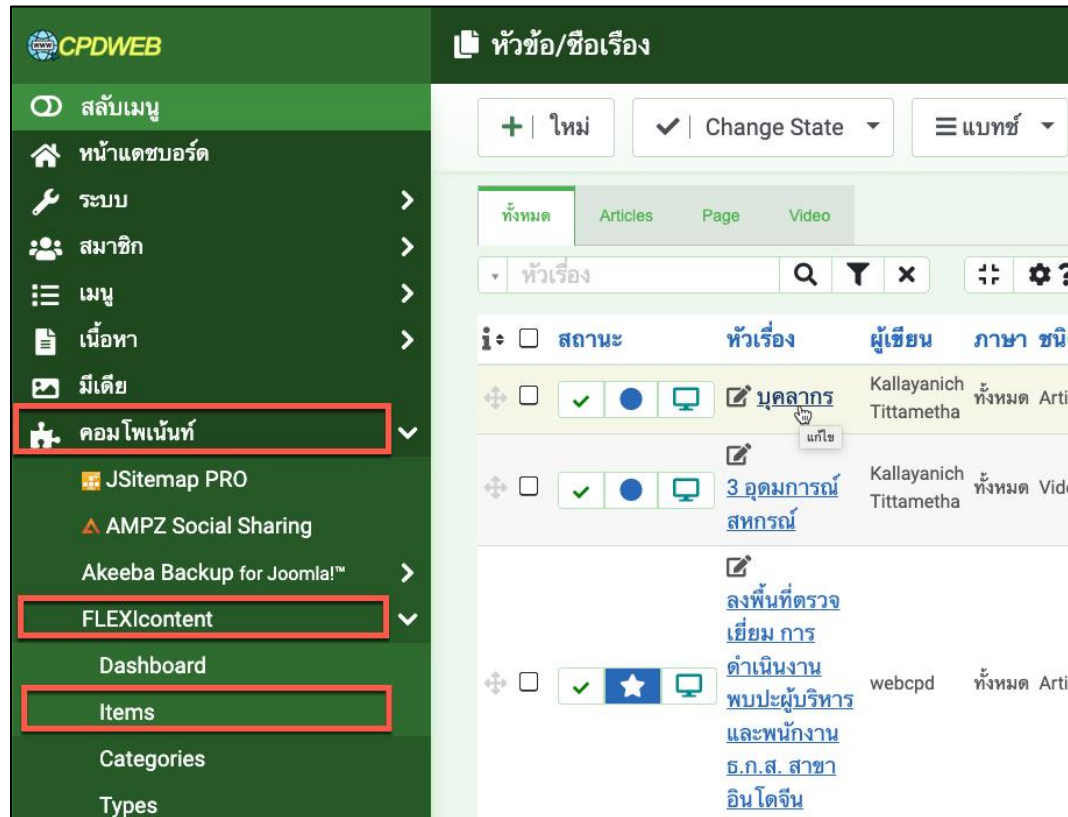 www CPDWEB
หัวข้อ/ชื่อเรื่อง
สลับเมนู
หน้าแดชบอร์ด
ระบบ
สมาชิก
เมนู
เนื้อหา
มีเดีย
คอมโพเน้นท์
JSitemap PRO
AMPZ Social Sharing
Akeeba Backup for Joomla!™
FLEXIcontent
Dashboard
Items
Categories
Types
ใหม่ Change State แบทช์
ทั้งหมด Articles Page Video
หัวเรื่อง
สถานะ หัวเรื่อง ผู้เขียน ภาษา ชนิ
บุคลากร Kallayanich Tittametha ทั้งหมด Arti
แก้ไข
3 อุดมการณ์
สหกรณ์
Kallayanich Tittametha ทั้งหมด Vide
ลงพื้นที่ตรวจ
เยี่ยม การ
ดำเนินงาน
พบปะผู้บริหาร
และพนักงาน
ธ.ก.ส. สาขา
อินโดจีน
webcpd ทั้งหมด Arti